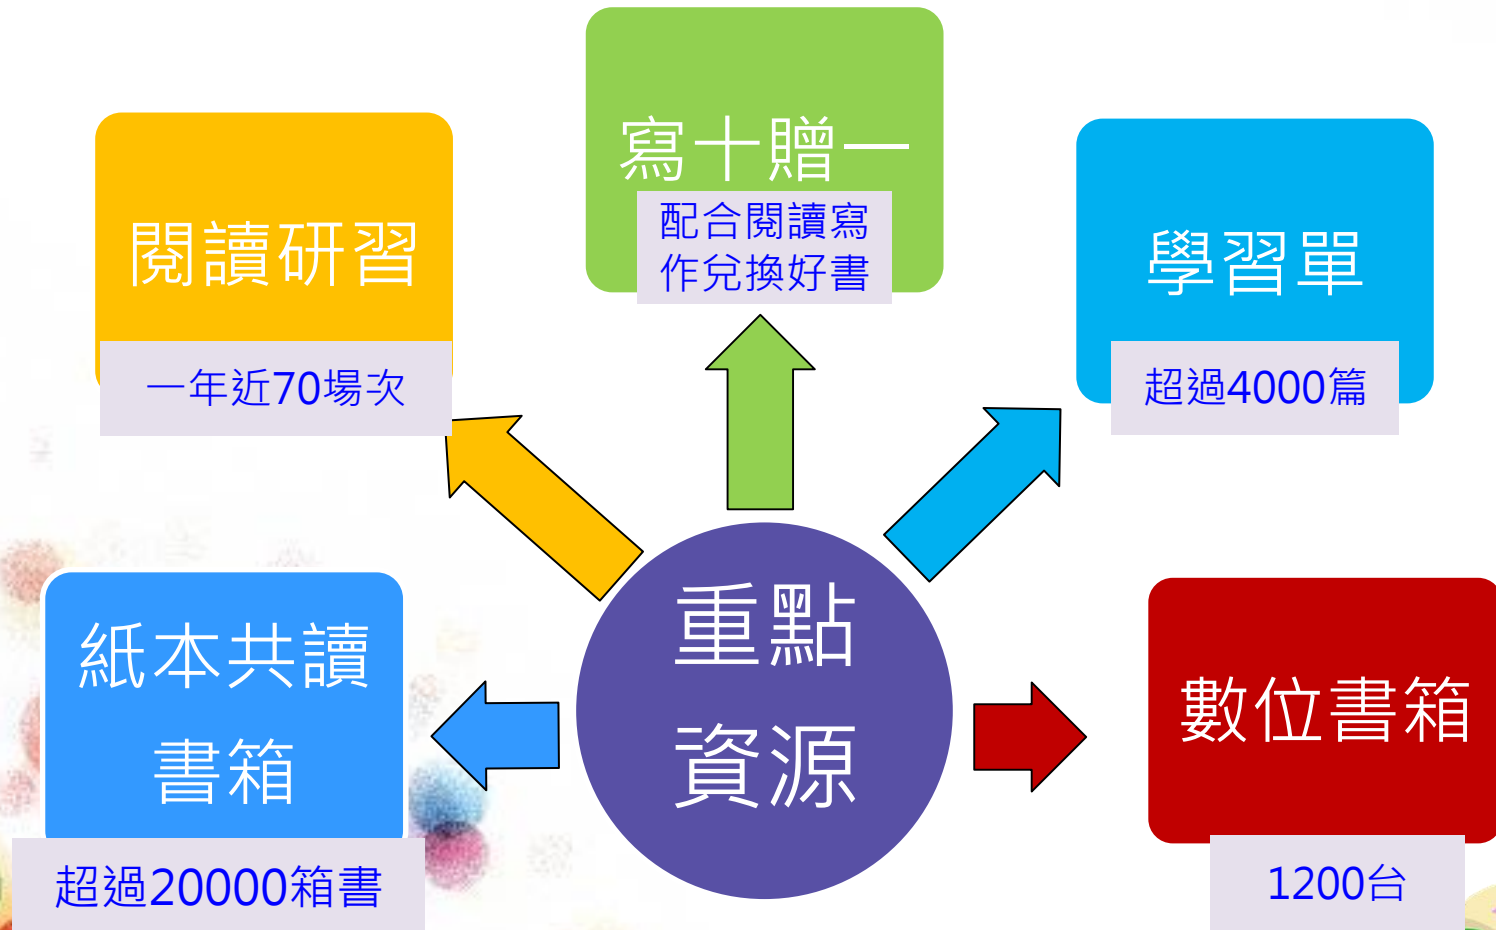 寫十贈一
配合閱讀寫
作兌換好書
閱讀研習
一年近70場次
學習單
超過4000篇
重點
資源
紙本共讀
書箱
超過20000箱書
數位書箱
1200台